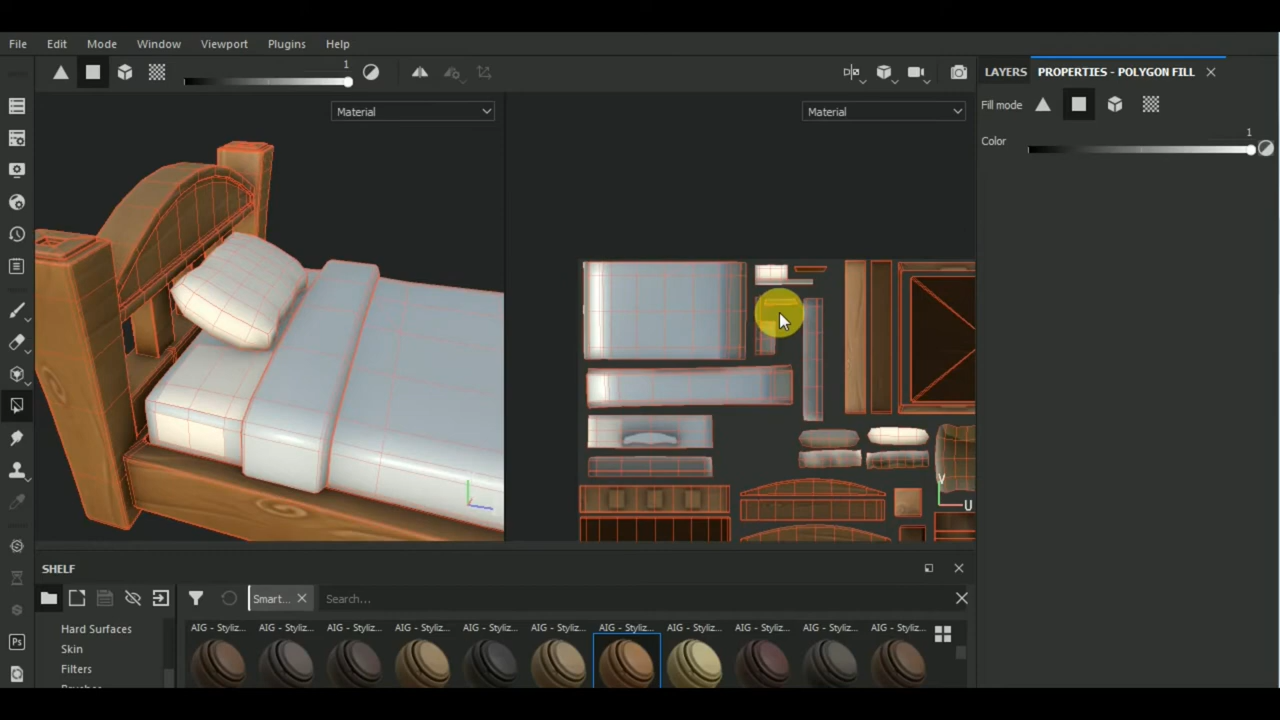 File Edit Mode Window Viewport Plugins Help
1
LAYERS PROPERTIES - POLYGON FILL
Material
Material
Fill mode
1
Color
V
U
SHELF
Smart... Search...
Hard Surfaces
Skin
Filters
AIG - Styliz... AIG - Styliz... AIG - Styliz... AIG - Styliz... AIG - Styliz... AIG - Styliz... AIG - Styliz... AIG - Styliz... AIG - Styliz... AIG - Styliz... AIG - Styliz...
Ps